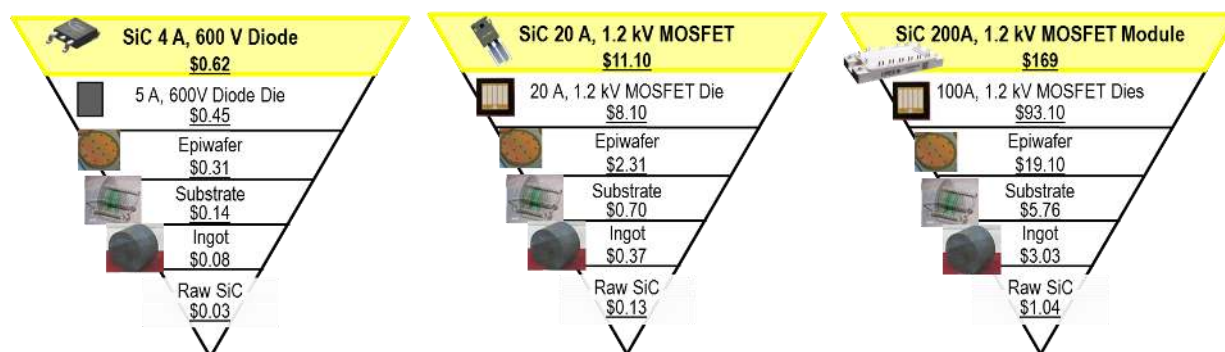 SiC 4 A, 600 V Diode
$0.62
5 A, 600V Diode Die
$0.45
Epiwafer
$0.31
Substrate
$0.14
Ingot
$0.08
Raw SiC
$0.03
SiC 20 A, 1.2 kV MOSFET
$11.10
20 A, 1.2 kV MOSFET Die
$8.10
Epiwafer
$2.31
Substrate
$0.70
Ingot
$0.37
Raw SiC
$0.13
SiC 200A, 1.2 kV MOSFET Module
$169
100A, 1.2 kV MOSFET Dies
$93.10
Epiwafer
$19.10
Substrate
$5.76
Ingot
$3.03
Raw SiC
$1.04